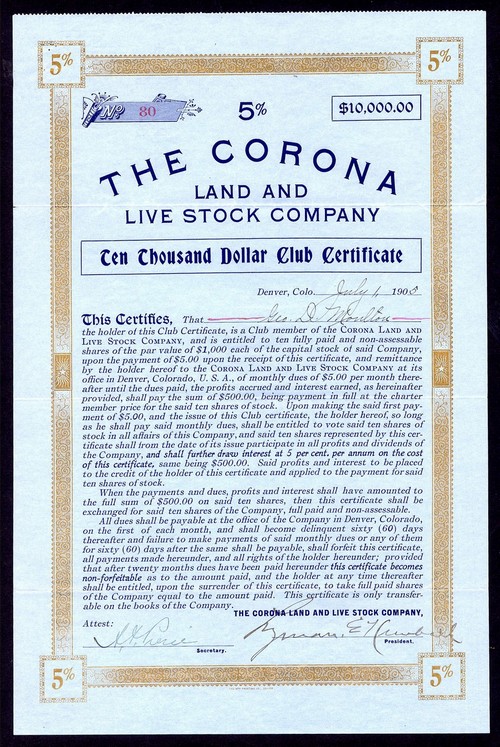 5% 5%
No 80 5% $10,000.00
THE CORONA
LAND AND
LIVE STOCK COMPANY
Ten Thousand Dollar Club Certificate
Denver, Colo. July 1, 1905
This Certifies, That Geo. D. Moulton
the holder of this Club Certificate, is a Club member of the CORONA LAND AND
LIVE STOCK COMPANY, and is entitled to ten fully paid and non-assessable
shares of the par value of $1,000 each of the capital stock of said Company,
upon the payment of $5.00 upon the receipt of this certificate, and remittance
by the holder hereof to the CORONA LAND AND LIVE STOCK COMPANY at its
office in Denver, Colorado, U. S. A., of monthly dues of $5.00 per month there-
after until the dues paid, the profits accrued and interest earned, as hereinafter
provided, shall pay the sum of $500.00, being payment in full at the charter
member price for the said ten shares of stock. Upon making the said first pay-
ment of $5.00, and the issue of this Club certificate, the holder hereof, so long
as he shall pay said monthly dues, shall be entitled to vote said ten shares of
stock in all affairs of this Company, and said ten shares represented by this cer-
tificate shall from the date of its issue participate in all profits and dividends of
the Company, and shall further draw interest at 5 per cent. per annum on the cost
of this certificate, same being $500.00. Said profits and interest to be placed
to the credit of the holder of this certificate and applied to the payment for said
ten shares of stock.
When the payments and dues, profits and interest shall have amounted to
the full sum of $500.00 on said ten shares, then this certificate shall be
exchanged for said ten shares of the Company, full paid and non-assessable.
All dues shall be payable at the office of the Company in Denver, Colorado,
on the first of each month, and shall become delinquent sixty (60) days
thereafter and failure to make payments of said monthly dues or any of them
for sixty (60) days after the same shall be payable, shall forfeit this certificate,
all payments made hereunder, and all rights of the holder hereunder; provided
that after twenty months dues have been paid hereunder this certificate becomes
non-forfeitable as to the amount paid, and the holder at any time thereafter
shall be entitled, upon the surrender of this certificate, to take full paid shares
of the Company equal to the amount paid. This certificate is only transfer-
able on the books of the Company.
THE CORONA LAND AND LIVE STOCK COMPANY,
Attest:
Secretary. President.
5% 5%